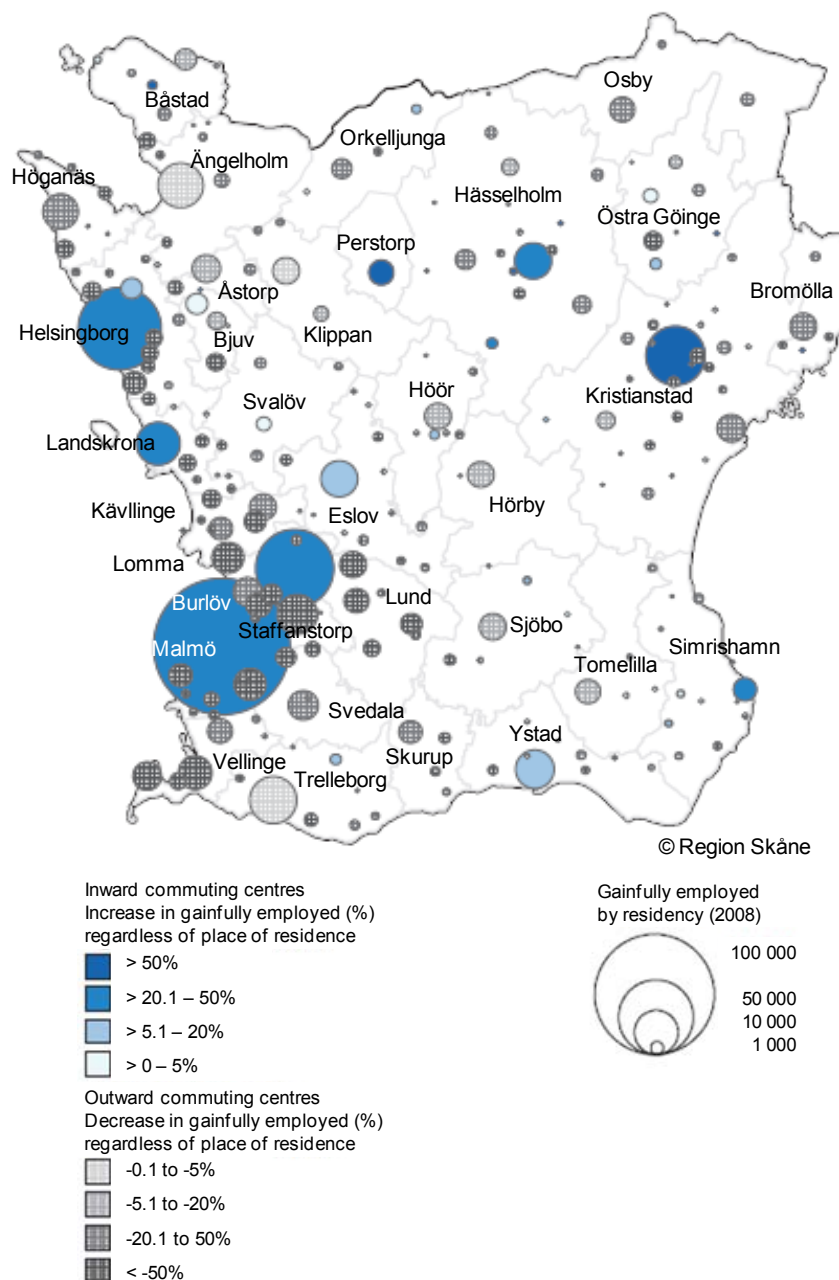 Osby
Båstad
Orkelljunga
Ängelholm
Höganäs
Hässelholm
Östra Göinge
Perstorp
Åstorp
Bromölla
Helsingborg
Klippan
Bjuv
Höör
Kristianstad
Svalöv
Landskrona
Kävllinge
Eslov
Hörby
Lomma
Burlöv
Lund
Staffanstorp
Sjöbo
Malmö
Simrishamn
Tomelilla
Svedala
Skurup
Ystad
Vellinge
Trelleborg
© Region Skåne
Inward commuting centres
Increase in gainfully employed (%)
regardless of place of residence
> 50%
> 20.1 – 50%
> 5.1 – 20%
> 0 – 5%
Outward commuting centres
Decrease in gainfully employed (%)
regardless of place of residence
-0.1 to -5%
-5.1 to -20%
-20.1 to 50%
< -50%
Gainfully employed
by residency (2008)
100 000
50 000
10 000
1 000